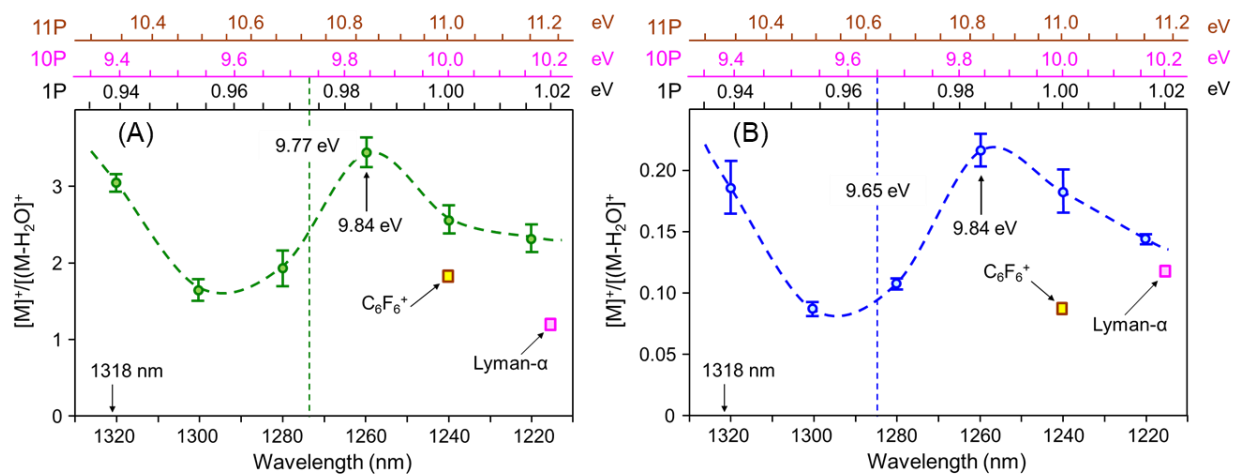 11P 10.4 10.6 10.8 11.0 11.2 eV
10P 9.4 9.6 9.8 10.0 10.2 eV
1P 0.94 0.96 0.98 1.00 1.02 eV
(A)
[M]⁺/[(M-H₂O]⁺
3
2
1
0
9.77 eV
9.84 eV
C₆F₆⁺
Lyman-α
1318 nm
1320 1300 1280 1260 1240 1220
Wavelength (nm)
11P 10.4 10.6 10.8 11.0 11.2 eV
10P 9.4 9.6 9.8 10.0 10.2 eV
1P 0.94 0.96 0.98 1.00 1.02 eV
(B)
[M]⁺/[(M-H₂O]⁺
0.20
0.15
0.10
0.05
0
9.65 eV
9.84 eV
C₆F₆⁺
Lyman-α
1318 nm
1320 1300 1280 1260 1240 1220
Wavelength (nm)